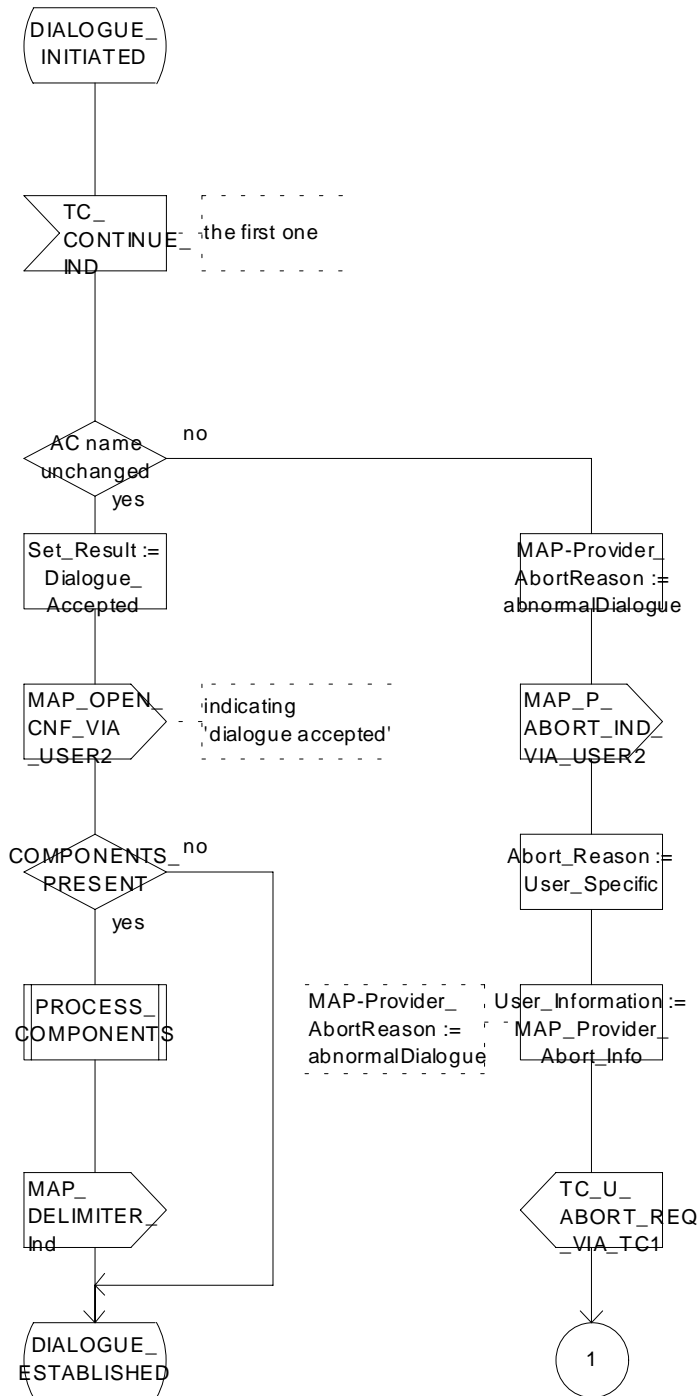 DIALOGUE_
INITIATED
TC_
CONTINUE_
IND
the first one
AC name
unchanged
no
yes
Set_Result :=
Dialogue_
Accepted
MAP-Provider_
AbortReason :=
abnormalDialogue
MAP_OPEN_
CNF_VIA
_USER2
indicating
'dialogue accepted'
MAP_P_
ABORT_IND_
VIA_USER2
COMPONENTS_
PRESENT
no
yes
Abort_Reason :=
User_Specific
PROCESS_
COMPONENTS
MAP-Provider_
AbortReason :=
abnormalDialogue
User_Information :=
MAP_Provider_
Abort_Info
MAP_
DELIMITER_
Ind
TC_U_
ABORT_REQ
_VIA_TC1
DIALOGUE_
ESTABLISHED
1